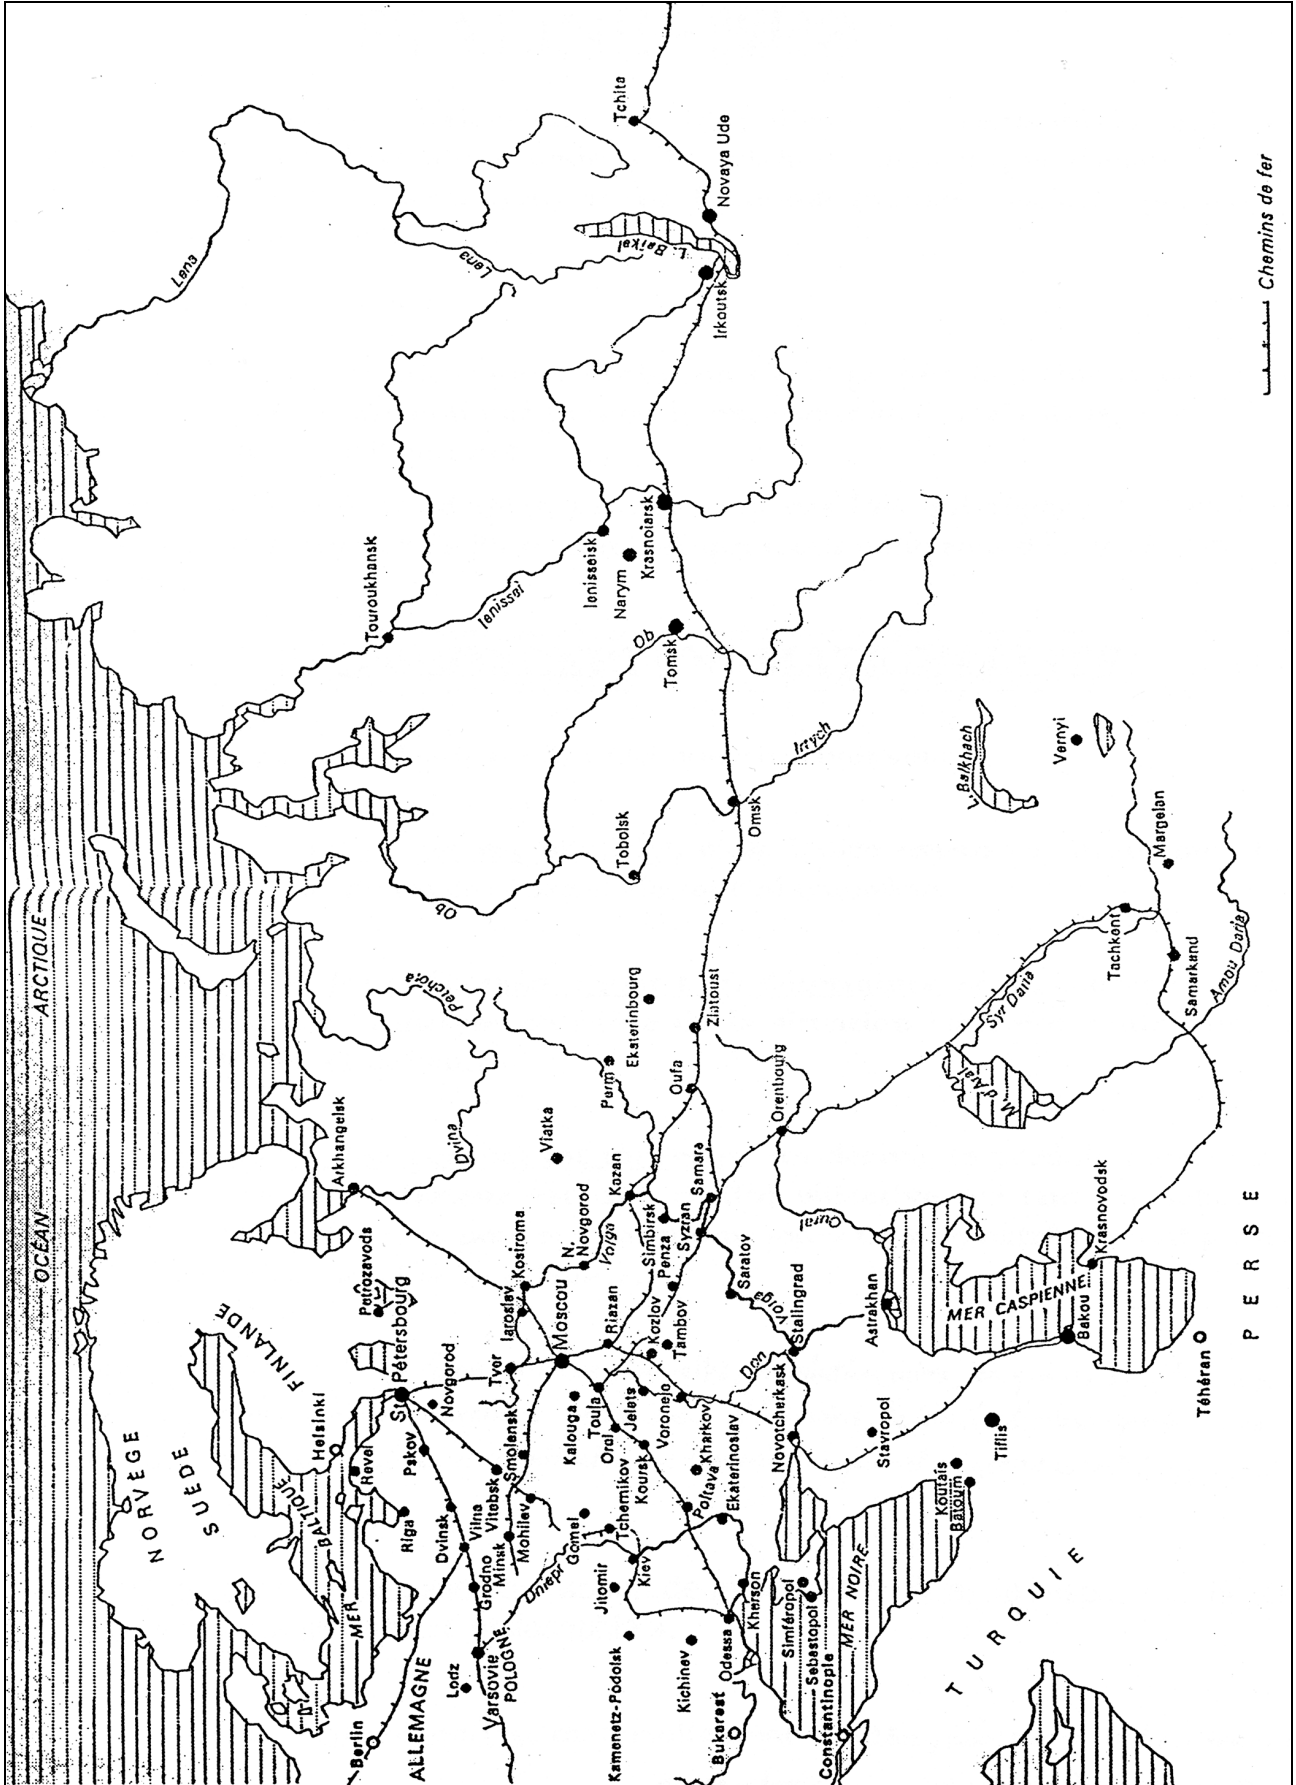 OCÉAN
ARCTIQUE
NORVÈGE
SUÈDE
FINLANDE
MER
BALTIQUE
Helsinki
Revel
Riga
St Pétersbourg
Petrozavods
Novgorod
Pskov
Arkhangelsk
Dvina
Petchora
Berlin
ALLEMAGNE
Lodz
Varsovie
POLOGNE
Grodno
Vilna
Dvinsk
Minsk
Vitebsk
Mohilev
Smolensk
Dniepr
Gomel
Tchernikov
Jitomir
Kiev
Kamenetz-Podolsk
Kichinev
Odessa
Kherson
Bukarest
Constantinople
Simféropol
Sebastopol
MER NOIRE
Poltava
Ekaterinoslav
Kharkov
Koursk
Orel
Toula
Kalouga
Jelets
Voronejo
Tver
Moscou
Iaroslav
Kostroma
N. Novgorod
Volga
Riazan
Kozlov
Tambov
Penza
Simbirsk
Syzran
Samara
Kazan
Viatka
Perm
Oufa
Ekaterinbourg
Zlatoust
Orenbourg
Saratov
Volga
Stalingrad
Don
Novotcherkask
Stavropol
Astrakhan
Oural
Koutais
Batoum
Tiflis
Bakou
MER CASPIENNE
Krasnovodsk
TURQUIE
PERSE
Téhéran
M. d'Aral
Syr Daria
Amou Daria
Tachkent
Samarkand
Margelan
Vernyi
L. Balkhach
Ob
Tobolsk
Omsk
Irtych
Ob
Tomsk
Narym
Ienisseisk
Krasnoiarsk
Ienissei
Touroukhansk
Lena
Lena
L. Baikal
Irkoutsk
Novaya Ude
Tchita
Chemins de fer